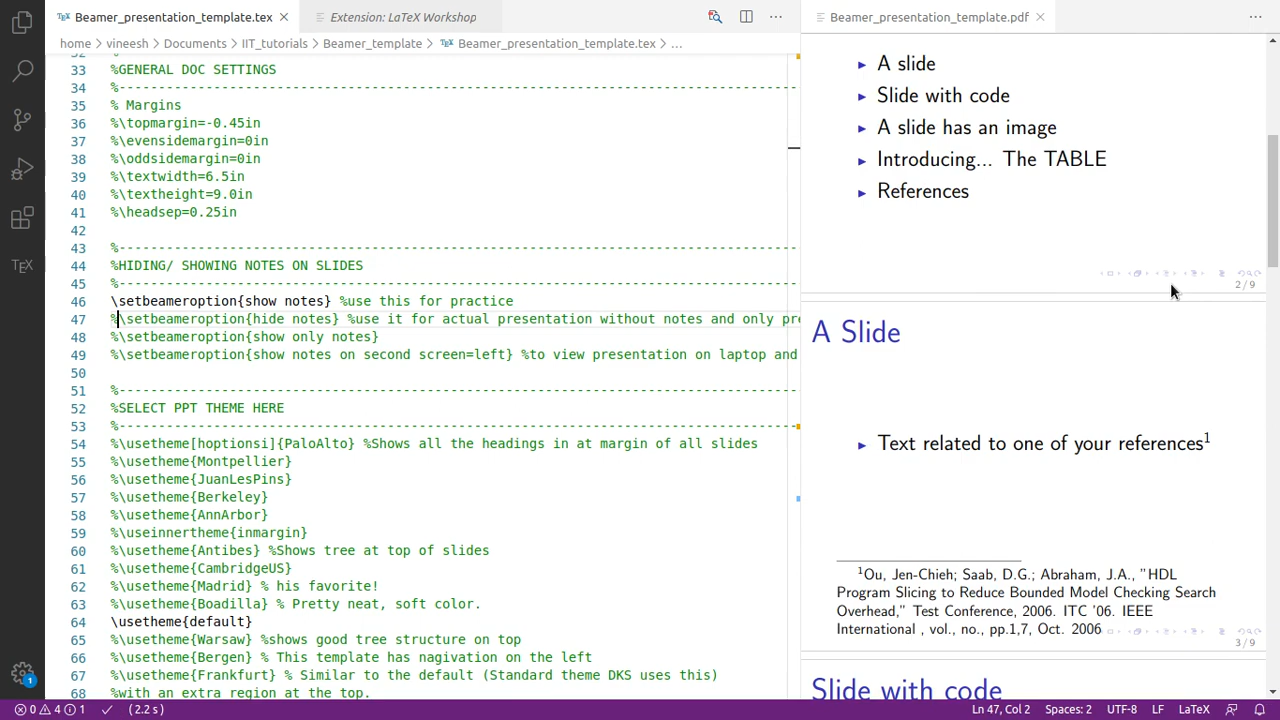 Beamer_presentation_template.tex
Extension: LaTeX Workshop
Beamer_presentation_template.pdf
home > vineesh > Documents > IIT_tutorials > Beamer_template > Beamer_presentation_template.tex > ...
33 %GENERAL DOC SETTINGS
34 %-------------------------------------------------------------------------------------
35 % Margins
36 %\topmargin=-0.45in
37 %\evensidemargin=0in
38 %\oddsidemargin=0in
39 %\textwidth=6.5in
40 %\textheight=9.0in
41 %\headsep=0.25in
42
43 %-------------------------------------------------------------------------------------
44 %HIDING/ SHOWING NOTES ON SLIDES
45 %-------------------------------------------------------------------------------------
46 \setbeameroption{show notes} %use this for practice
47 %\setbeameroption{hide notes} %use it for actual presentation without notes and only pre
48 %\setbeameroption{show only notes}
49 %\setbeameroption{show notes on second screen=left} %to view presentation on laptop and
50
51 %-------------------------------------------------------------------------------------
52 %SELECT PPT THEME HERE
53 %-------------------------------------------------------------------------------------
54 %\usetheme[hoptionsi]{PaloAlto} %Shows all the headings in at margin of all slides
55 %\usetheme{Montpellier}
56 %\usetheme{JuanLesPins}
57 %\usetheme{Berkeley}
58 %\usetheme{AnnArbor}
59 %\useinnertheme{inmargin}
60 %\usetheme{Antibes} %Shows tree at top of slides
61 %\usetheme{CambridgeUS}
62 %\usetheme{Madrid} % his favorite!
63 %\usetheme{Boadilla} % Pretty neat, soft color.
64 \usetheme{default}
65 %\usetheme{Warsaw} %shows good tree structure on top
66 %\usetheme{Bergen} % This template has nagivation on the left
67 %\usetheme{Frankfurt} % Similar to the default (Standard theme DKS uses this)
68 %with an extra region at the top.
A slide
Slide with code
A slide has an image
Introducing... The TABLE
References
2/9
A Slide
Text related to one of your references1
1Ou, Jen-Chieh; Saab, D.G.; Abraham, J.A., "HDL
Program Slicing to Reduce Bounded Model Checking Search
Overhead," Test Conference, 2006. ITC '06. IEEE
International , vol., no., pp.1,7, Oct. 2006
3/9
Slide with code
TEX
1
0 4 1 (2.2 s) Ln 47, Col 2 Spaces: 2 UTF-8 LF LaTeX